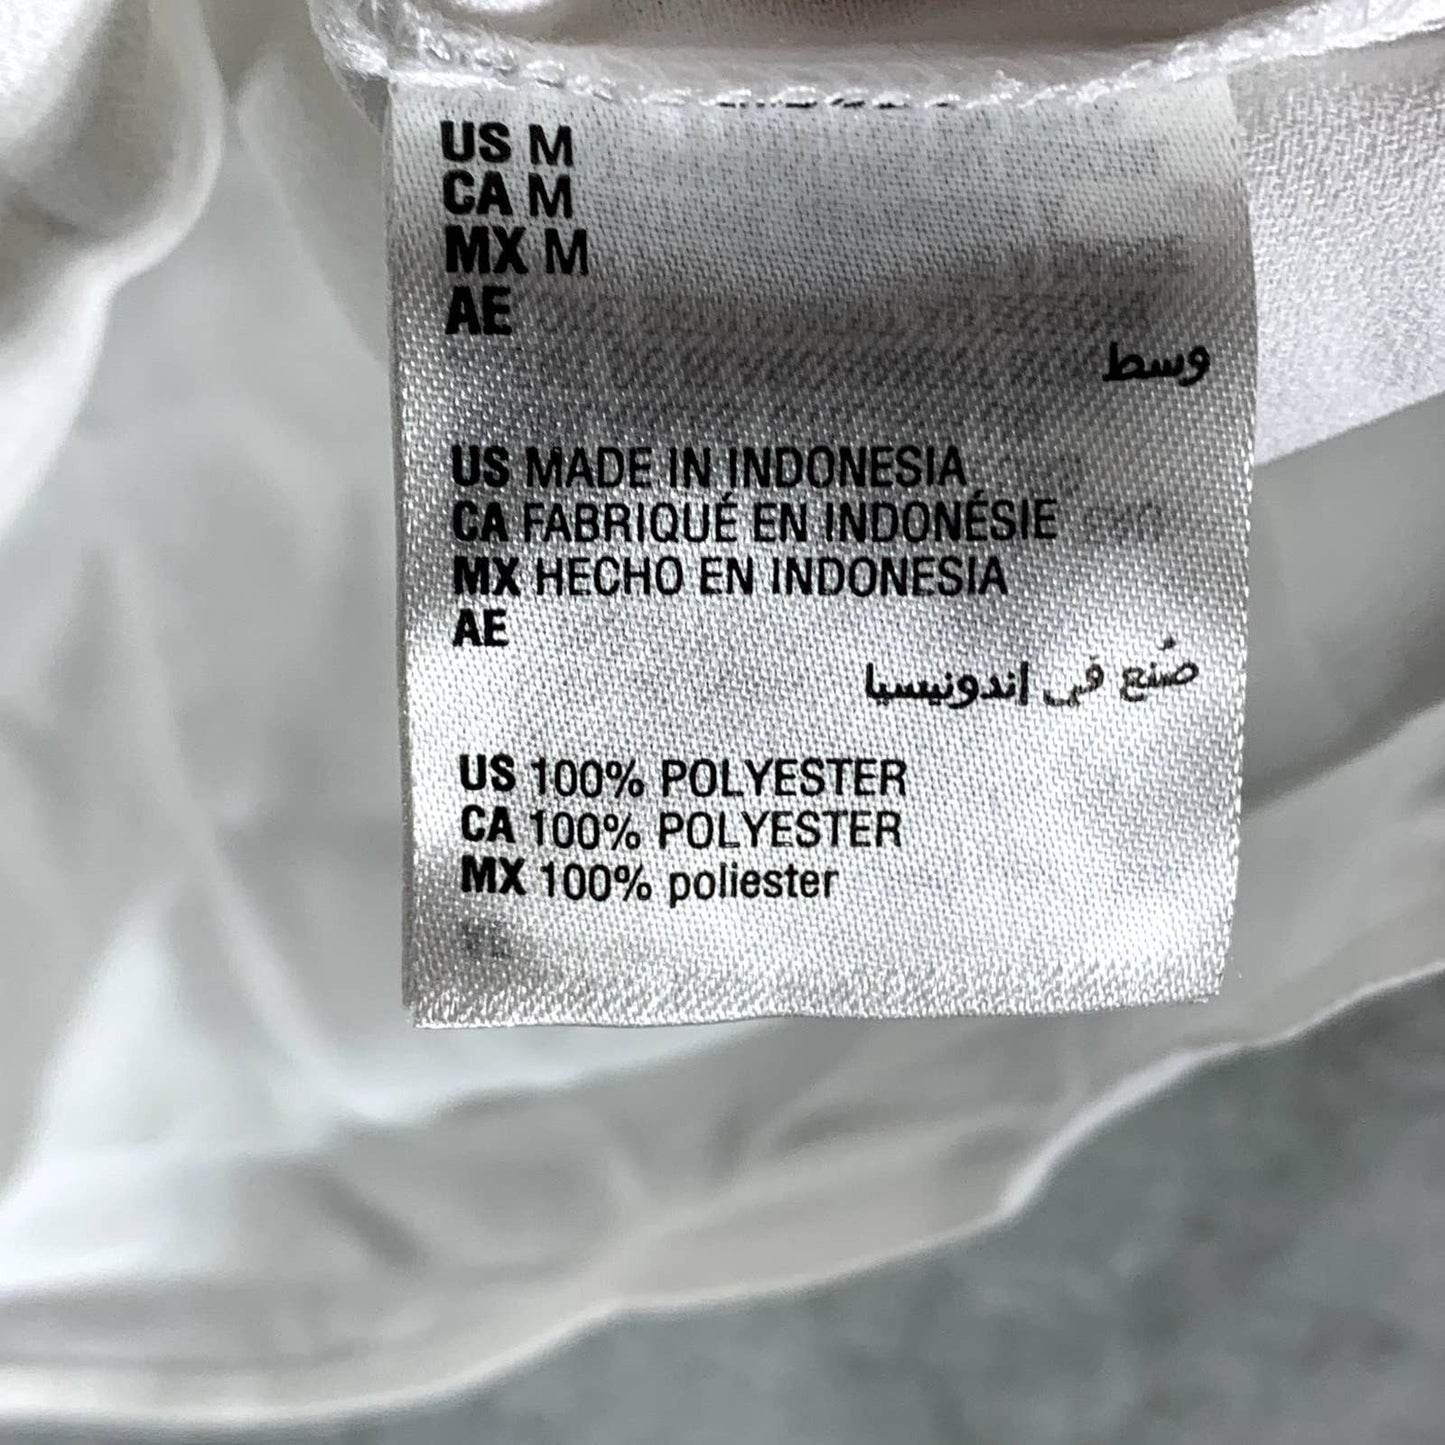 US M
CA M
MX M
AE
وسط
US MADE IN INDONESIA
CA FABRIQUÉ EN INDONÉSIE
MX HECHO EN INDONESIA
AE
صُنع في اندونيسيا
US 100% POLYESTER
CA 100% POLYESTER
MX 100% poliester